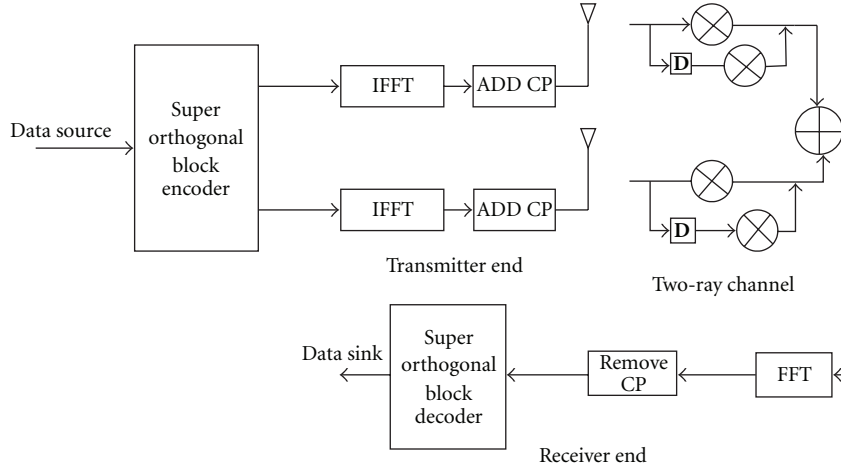 Data source
Super
orthogonal
block
encoder
IFFT
ADD CP
IFFT
ADD CP
Transmitter end
D
D
Two-ray channel
Data sink
Super
orthogonal
block
decoder
Remove
CP
FFT
Receiver end